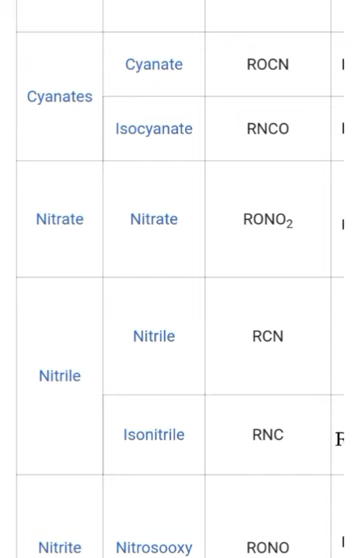 Cyanates
Cyanate
ROCN
Isocyanate
RNCO
Nitrate
Nitrate
RONO₂
Nitrile
Nitrile
RCN
Isonitrile
RNC
Nitrite
Nitrosooxy
RONO